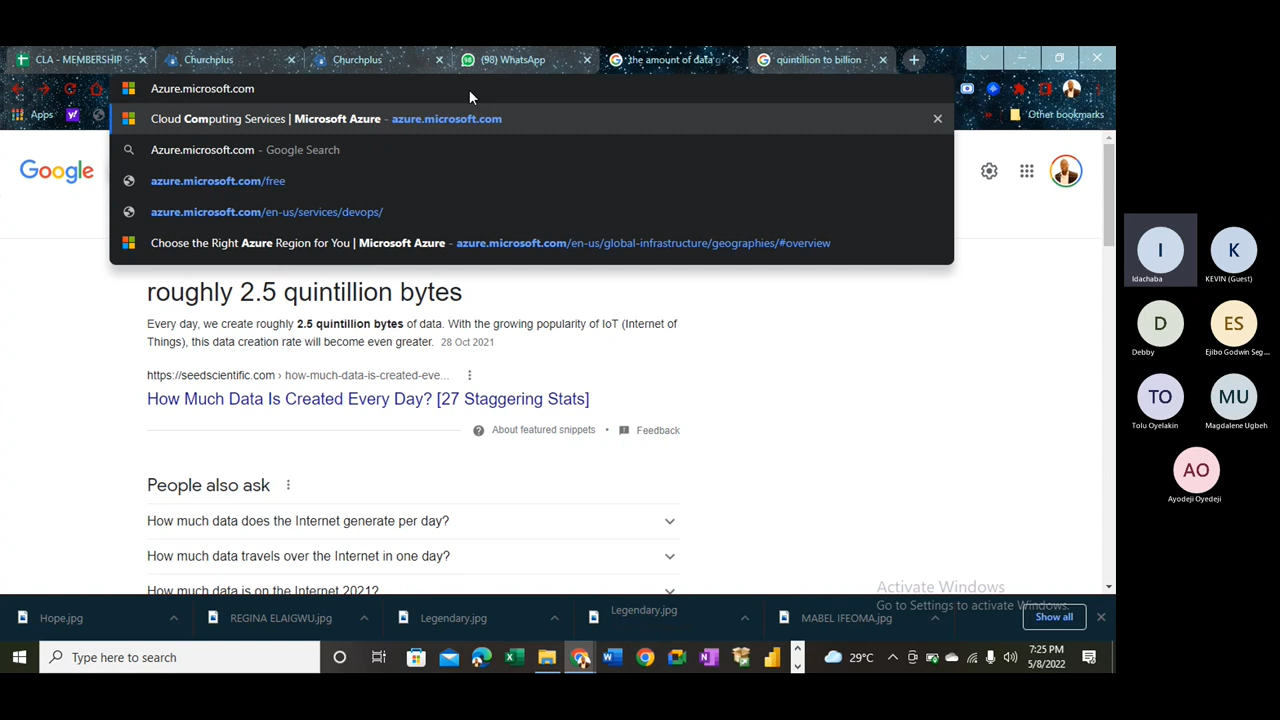 CLA - MEMBERSHIP S
Churchplus
Churchplus
(98) WhatsApp
the amount of data g
quintillion to billion -
Azure.microsoft.com
Apps
Other bookmarks
Cloud Computing Services | Microsoft Azure - azure.microsoft.com
Azure.microsoft.com - Google Search
azure.microsoft.com/free
azure.microsoft.com/en-us/services/devops/
Choose the Right Azure Region for You | Microsoft Azure - azure.microsoft.com/en-us/global-infrastructure/geographies/#overview
Google
roughly 2.5 quintillion bytes
Every day, we create roughly 2.5 quintillion bytes of data. With the growing popularity of IoT (Internet of
Things), this data creation rate will become even greater. 28 Oct 2021
https://seedscientific.com › how-much-data-is-created-eve...
How Much Data Is Created Every Day? [27 Staggering Stats]
About featured snippets • Feedback
People also ask
How much data does the Internet generate per day?
How much data travels over the Internet in one day?
How much data is on the Internet 2021?
Activate Windows
Go to Settings to activate Windows.
Hope.jpg
REGINA ELAIGWU.jpg
Legendary.jpg
Legendary.jpg
MABEL IFEOMA.jpg
Show all
Type here to search
29°C
7:25 PM
5/8/2022
I
Idachaba
K
KEVIN (Guest)
D
Debby
ES
Ejibo Godwin Seg...
TO
Tolu Oyelakin
MU
Magdalene Ugbeh
AO
Ayodeji Oyedeji